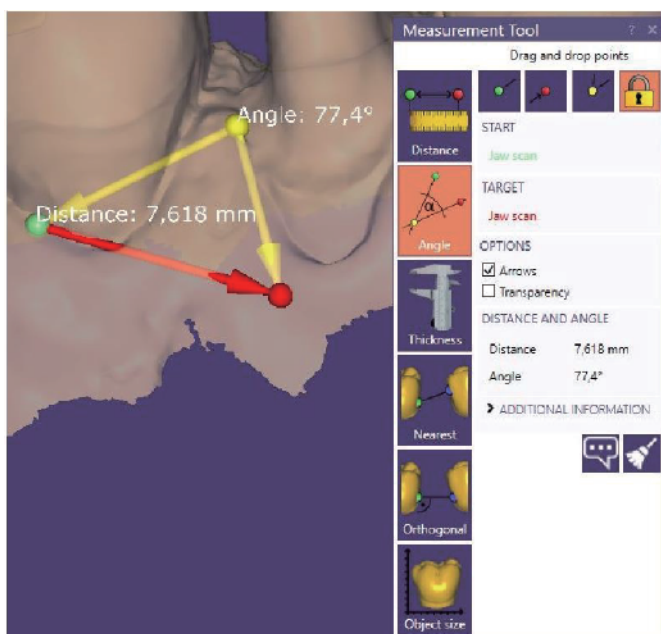 Measurement Tool ? ×
Drag and drop points
Angle: 77,4°
Distance: 7,618 mm
Distance
START
Jaw scan
TARGET
Jaw scan
α
Angle
OPTIONS
Arrows
Transparency
Thickness
DISTANCE AND ANGLE
Distance 7,618 mm
Angle 77,4°
Nearest
ADDITIONAL INFORMATION
Orthogonal
Object size